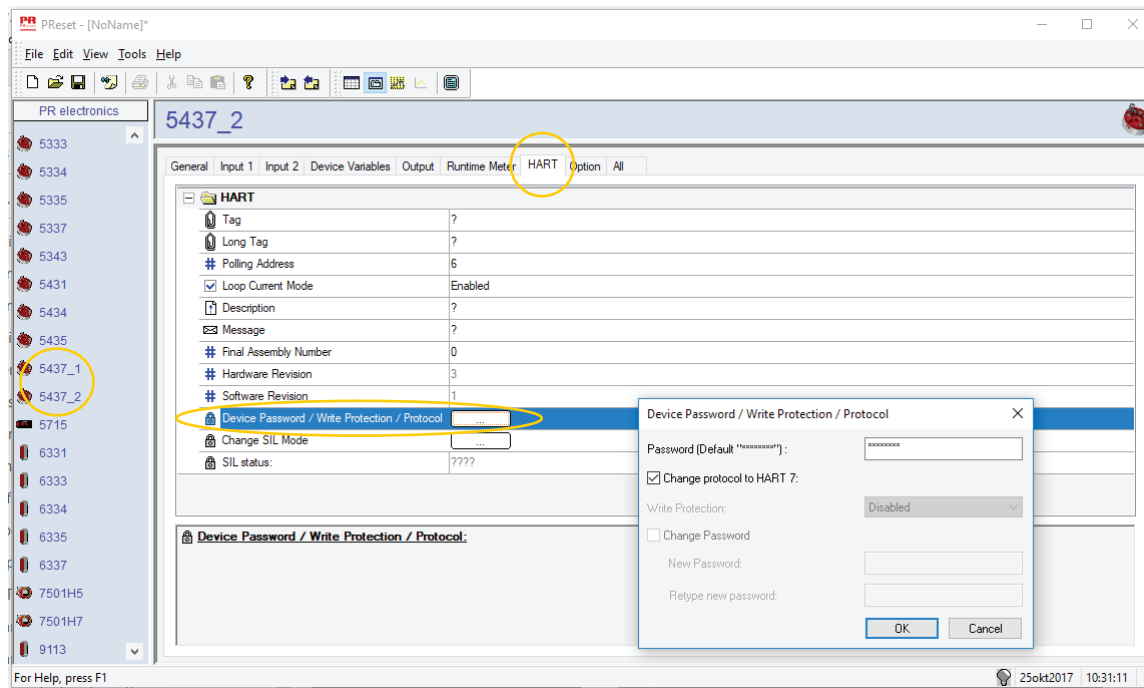 PR PReset - [NoName]*
File Edit View Tools Help
PR electronics
5333
5334
5335
5337
5343
5431
5434
5435
5437_1
5437_2
5715
6331
6333
6334
6335
6337
7501H5
7501H7
9113
5437_2
General Input 1 Input 2 Device Variables Output Runtime Meter HART Option All
HART
Tag ?
Long Tag ?
# Polling Address 6
Loop Current Mode Enabled
Description ?
Message ?
# Final Assembly Number 0
# Hardware Revision 3
# Software Revision 1
Device Password / Write Protection / Protocol ...
Change SIL Mode ...
SIL status: ????
Device Password / Write Protection / Protocol:
Device Password / Write Protection / Protocol
Password (Default "********") : ********
Change protocol to HART 7:
Write Protection: Disabled
Change Password
New Password:
Retype new password:
OK Cancel
For Help, press F1 25okt2017 10:31:11